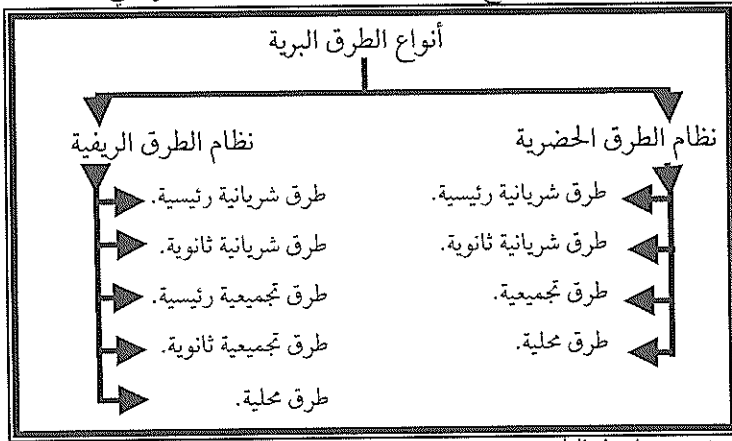 أنواع الطرق البرية
نظام الطرق الحضرية
طرق شريانية رئيسية.
طرق شريانية ثانوية.
طرق تجميعية.
طرق محلية.
نظام الطرق الريفية
طرق شريانية رئيسية.
طرق شريانية ثانوية.
طرق تجميعية رئيسية.
طرق تجميعية ثانوية.
طرق محلية.